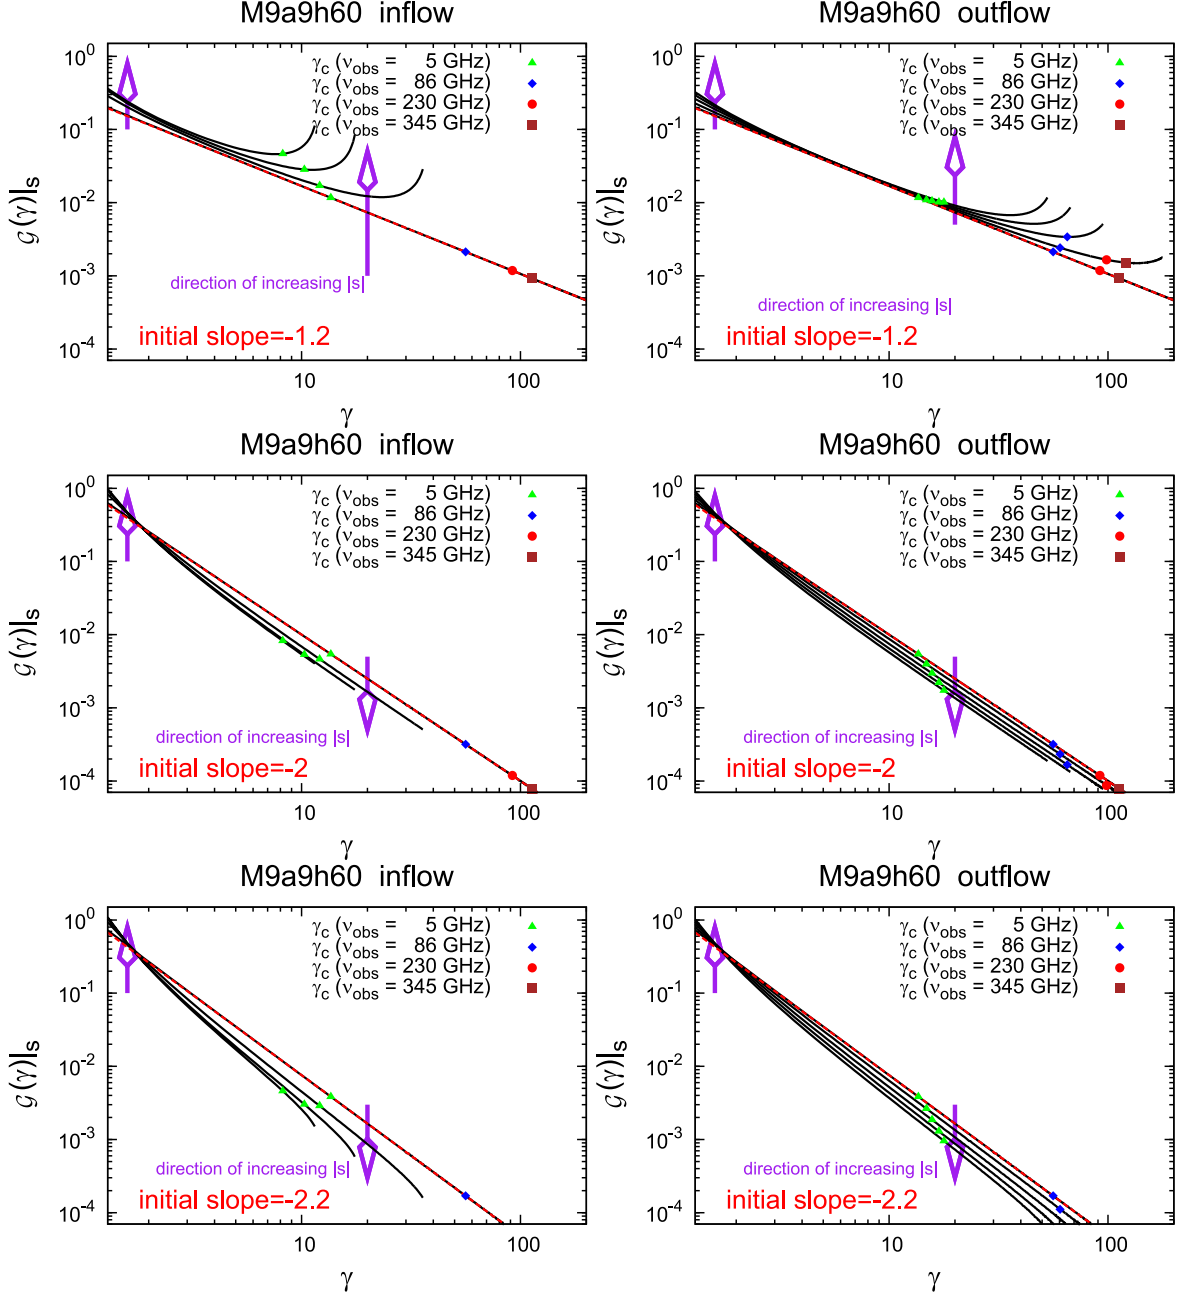 M9a9h60 inflow
10^0
10^-1
10^-2
10^-3
10^-4
G(γ)|s
γc (νobs = 5 GHz)
γc (νobs = 86 GHz)
γc (νobs = 230 GHz)
γc (νobs = 345 GHz)
direction of increasing |s|
initial slope=-1.2
10
100
γ
M9a9h60 outflow
10^0
10^-1
10^-2
10^-3
10^-4
G(γ)|s
γc (νobs = 5 GHz)
γc (νobs = 86 GHz)
γc (νobs = 230 GHz)
γc (νobs = 345 GHz)
direction of increasing |s|
initial slope=-1.2
10
100
γ
M9a9h60 inflow
10^0
10^-1
10^-2
10^-3
10^-4
G(γ)|s
γc (νobs = 5 GHz)
γc (νobs = 86 GHz)
γc (νobs = 230 GHz)
γc (νobs = 345 GHz)
direction of increasing |s|
initial slope=-2
10
100
γ
M9a9h60 outflow
10^0
10^-1
10^-2
10^-3
10^-4
G(γ)|s
γc (νobs = 5 GHz)
γc (νobs = 86 GHz)
γc (νobs = 230 GHz)
γc (νobs = 345 GHz)
direction of increasing |s|
initial slope=-2
10
100
γ
M9a9h60 inflow
10^0
10^-1
10^-2
10^-3
10^-4
G(γ)|s
γc (νobs = 5 GHz)
γc (νobs = 86 GHz)
γc (νobs = 230 GHz)
γc (νobs = 345 GHz)
direction of increasing |s|
initial slope=-2.2
10
100
γ
M9a9h60 outflow
10^0
10^-1
10^-2
10^-3
10^-4
G(γ)|s
γc (νobs = 5 GHz)
γc (νobs = 86 GHz)
γc (νobs = 230 GHz)
γc (νobs = 345 GHz)
direction of increasing |s|
initial slope=-2.2
10
100
γ